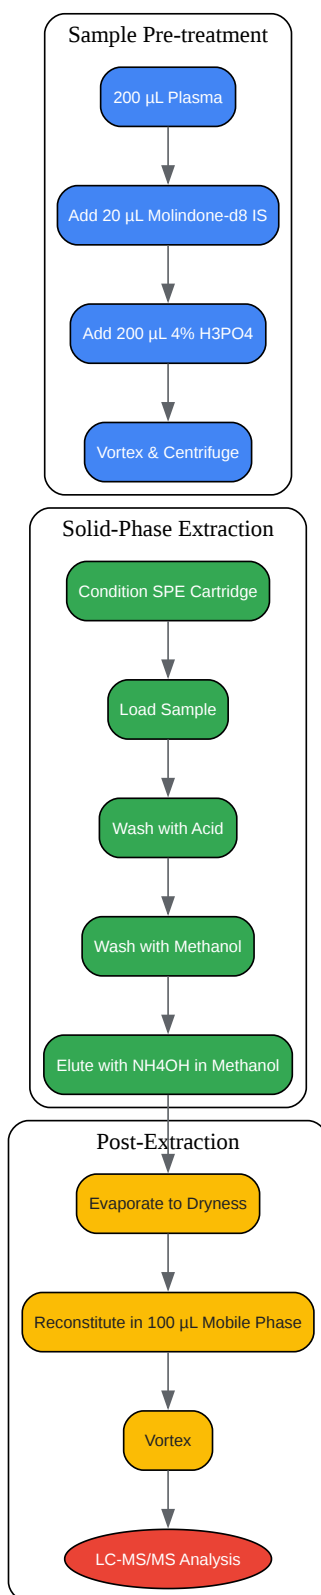 Sample Pre-treatment
200 µL Plasma
Add 20 µL Molindone-d8 IS
Add 200 µL 4% H3PO4
Vortex & Centrifuge
Solid-Phase Extraction
Condition SPE Cartridge
Load Sample
Wash with Acid
Wash with Methanol
Elute with NH4OH in Methanol
Post-Extraction
Evaporate to Dryness
Reconstitute in 100 µL Mobile Phase
Vortex
LC-MS/MS Analysis